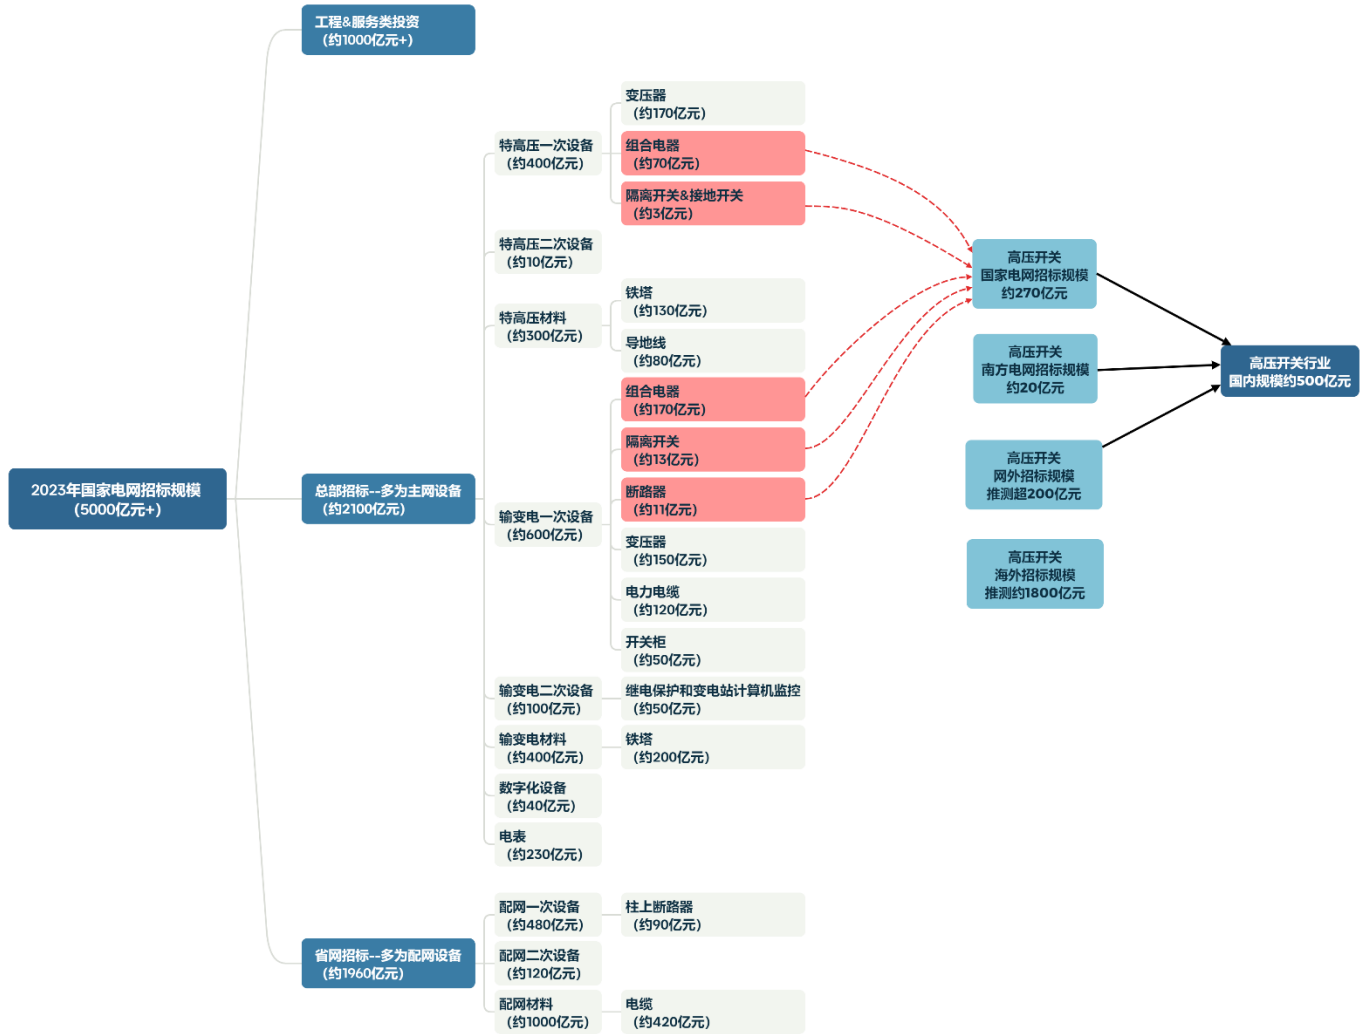 工程&服务类投资
（约1000亿元+）
变压器
（约170亿元）
特高压一次设备
（约400亿元）
组合电器
（约70亿元）
隔离开关&接地开关
（约3亿元）
特高压二次设备
（约10亿元）
特高压材料
（约300亿元）
铁塔
（约130亿元）
导地线
（约80亿元）
组合电器
（约170亿元）
隔离开关
（约13亿元）
断路器
（约11亿元）
输变电一次设备
（约600亿元）
变压器
（约150亿元）
电力电缆
（约120亿元）
开关柜
（约50亿元）
2023年国家电网招标规模
（5000亿元+）
总部招标--多为主网设备
（约2100亿元）
输变电二次设备
（约100亿元）
继电保护和变电站计算机监控
（约50亿元）
输变电材料
（约400亿元）
铁塔
（约200亿元）
数字化设备
（约40亿元）
电表
（约230亿元）
省网招标--多为配网设备
（约1960亿元）
配网一次设备
（约480亿元）
柱上断路器
（约90亿元）
配网二次设备
（约120亿元）
配网材料
（约1000亿元）
电缆
（约420亿元）
高压开关
国家电网招标规模
约270亿元
高压开关
南方电网招标规模
约20亿元
高压开关
网外招标规模
推测超200亿元
高压开关
海外招标规模
推测约1800亿元
高压开关行业
国内规模约500亿元